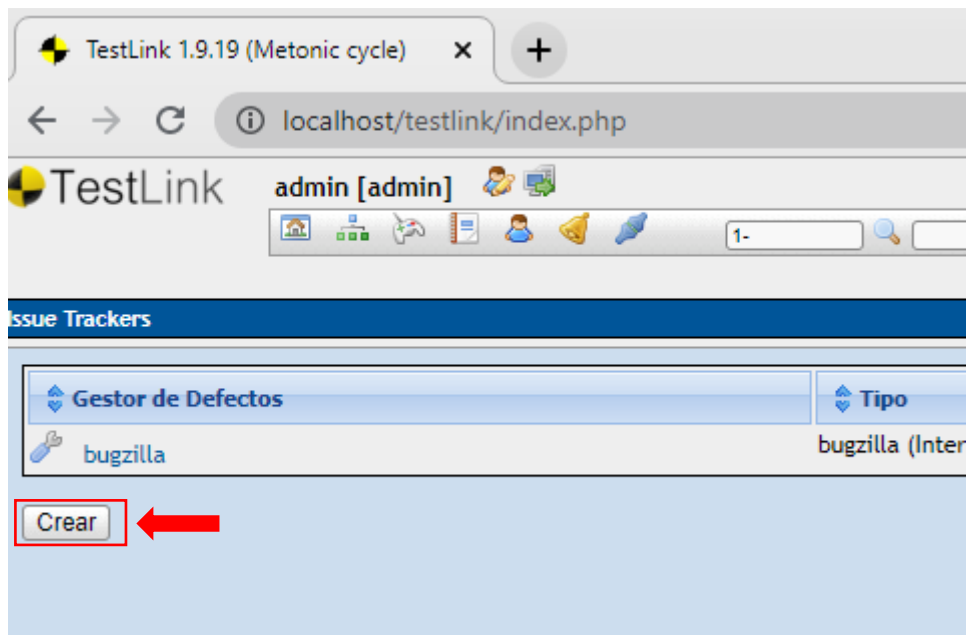 TestLink 1.9.19 (Metonic cycle)
localhost/testlink/index.php
TestLink admin [admin]
1-
Issue Trackers
Gestor de Defectos Tipo
bugzilla bugzilla (Inter
Crear